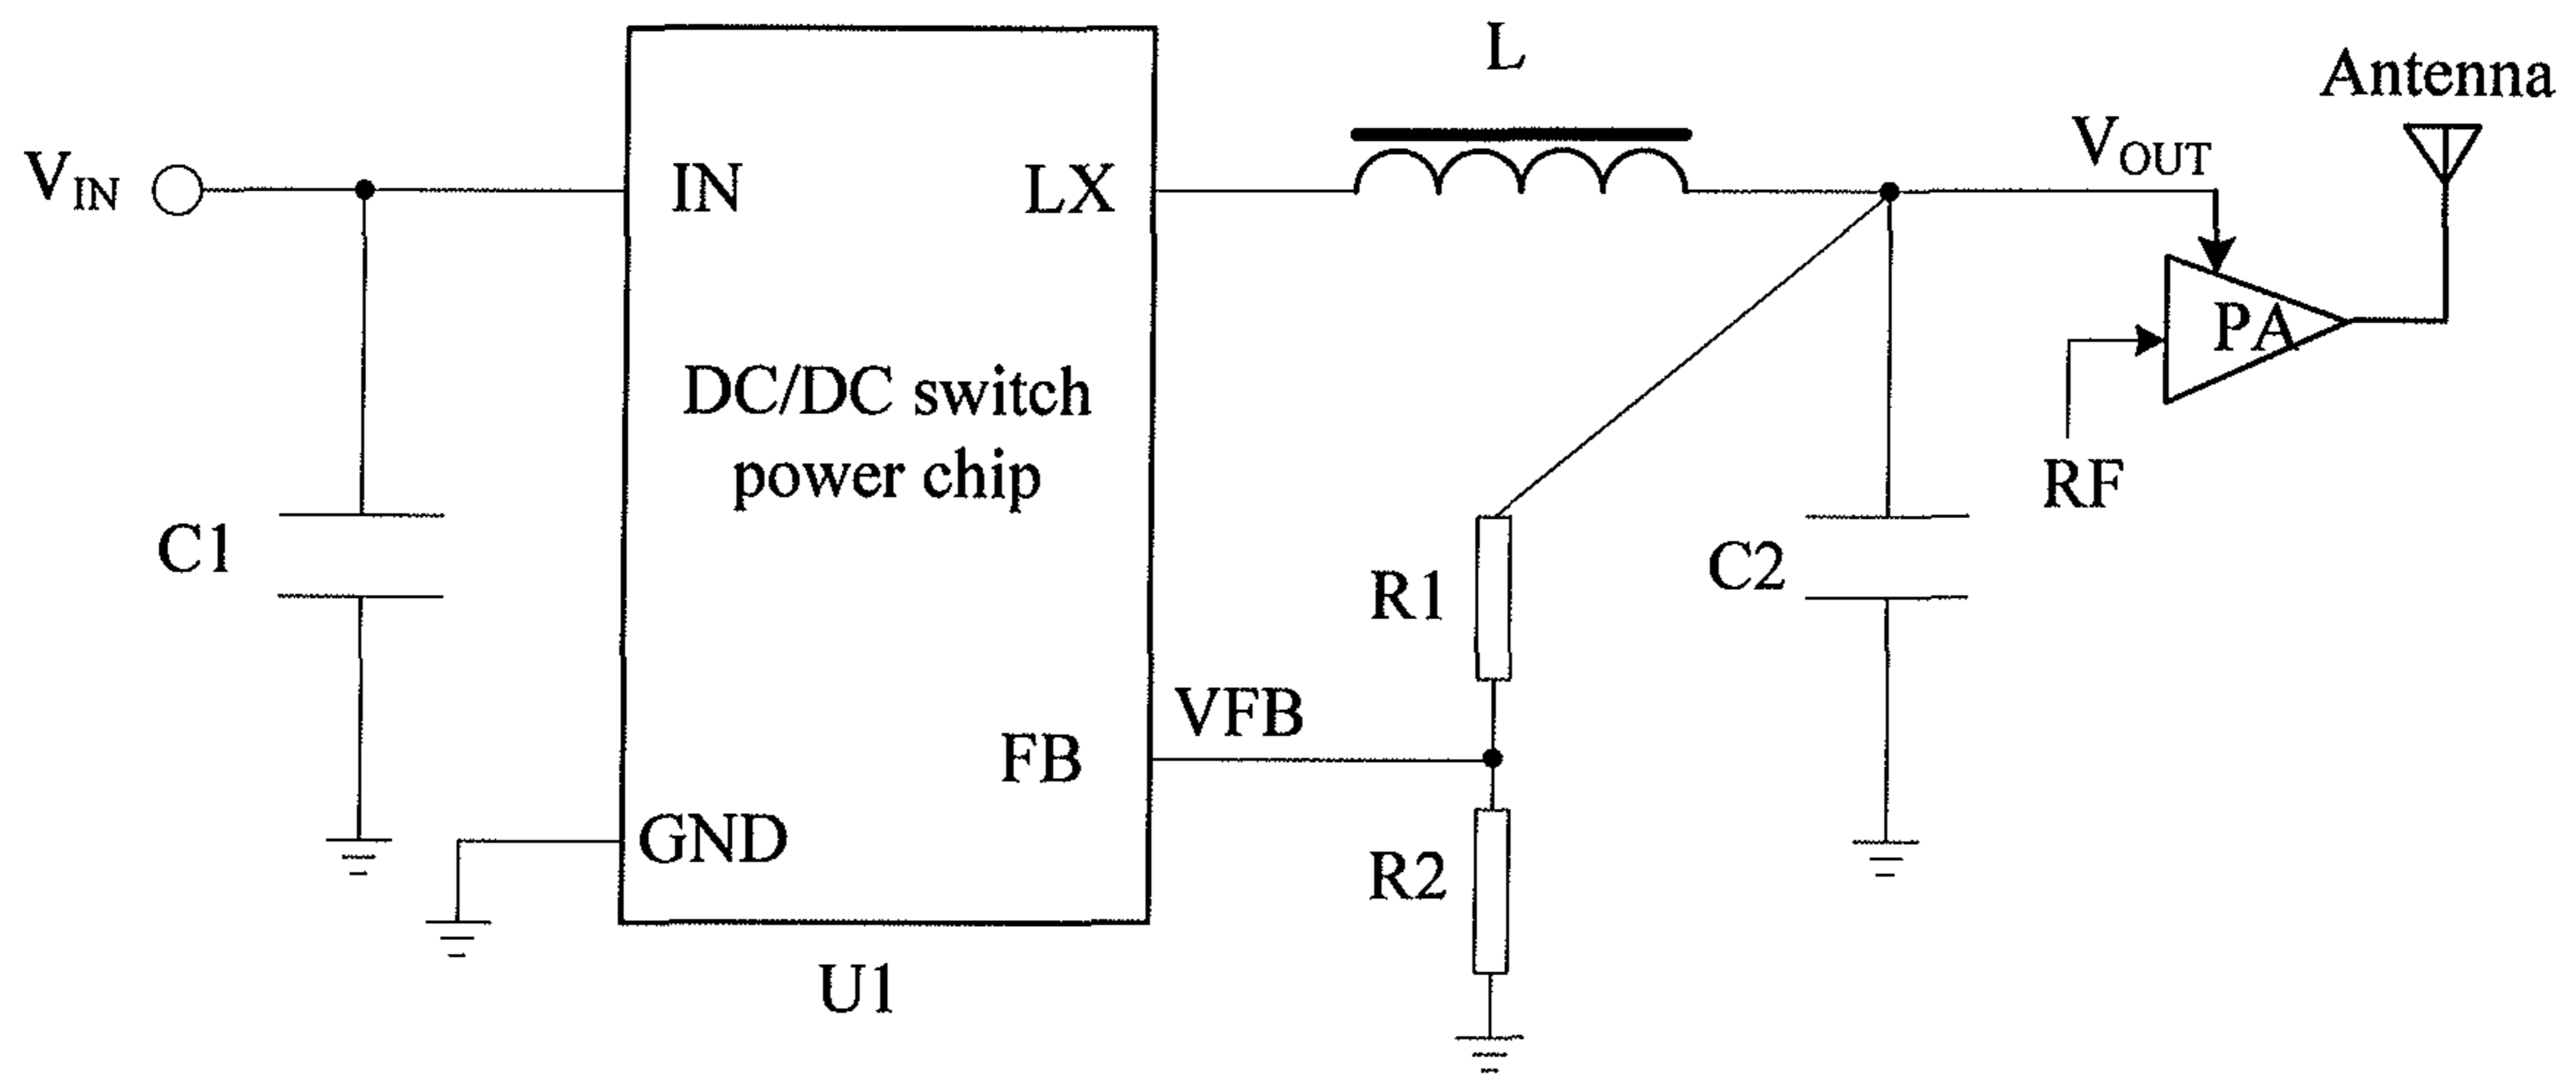 L
Antenna
VIN
IN
LX
VOUT
DC/DC switch
power chip
PA
RF
C1
R1
C2
VFB
FB
GND
R2
U1